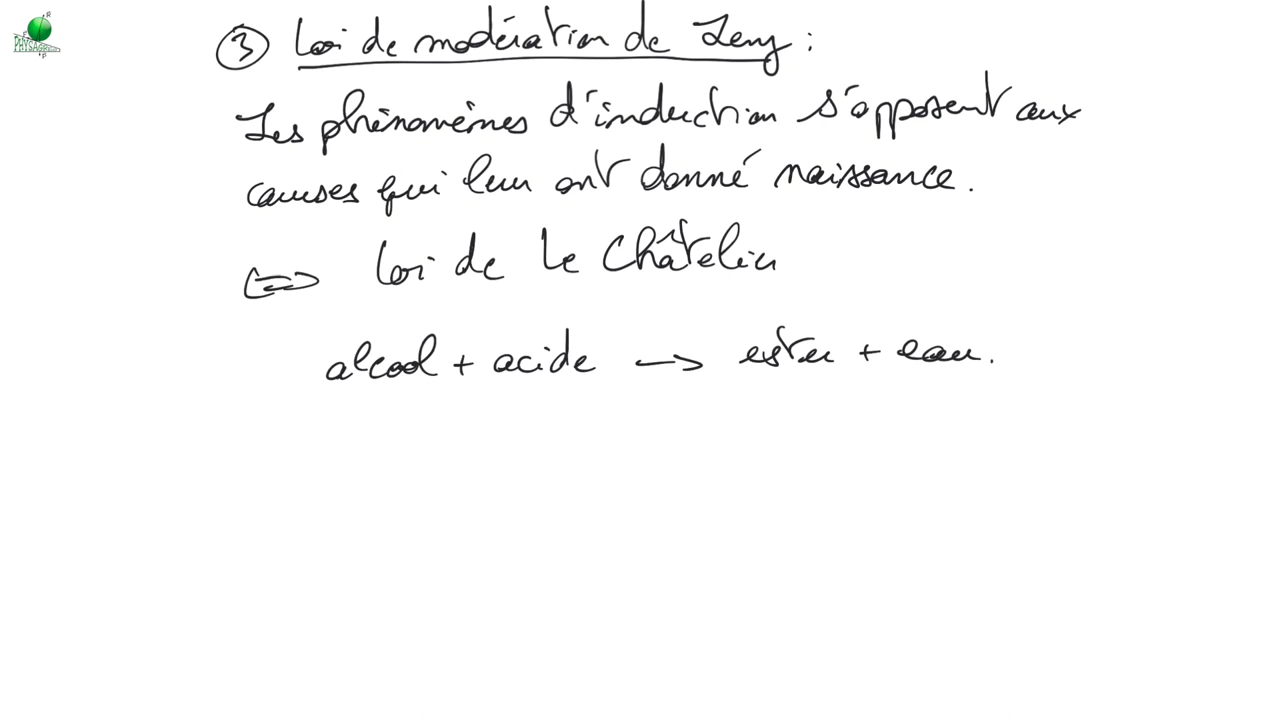 ③ Loi de modération de Lenz :
Les phénomènes d'induction s'opposent aux
causes qui leur ont donné naissance.
⇔ loi de Le Châtelier
alcool + acide → ester + eau.